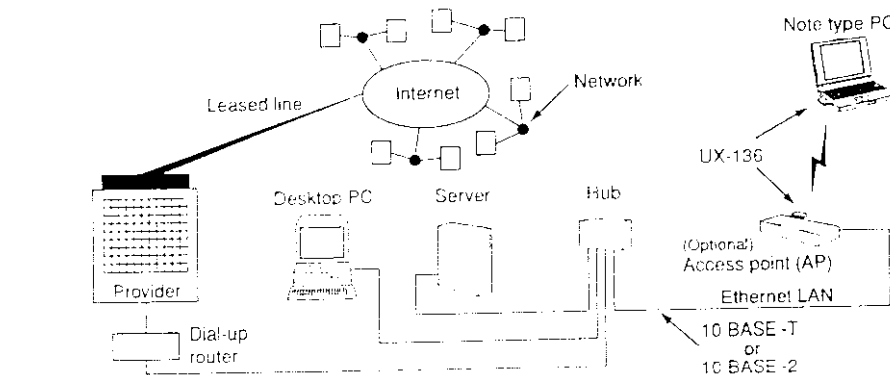 Note type PC
Internet
Network
Leased line
UX-136
Desktop PC
Server
Hub
(Optional)
Access point (AP)
Provider
Ethernet LAN
Dial-up
router
10 BASE -T
or
10 BASE -2